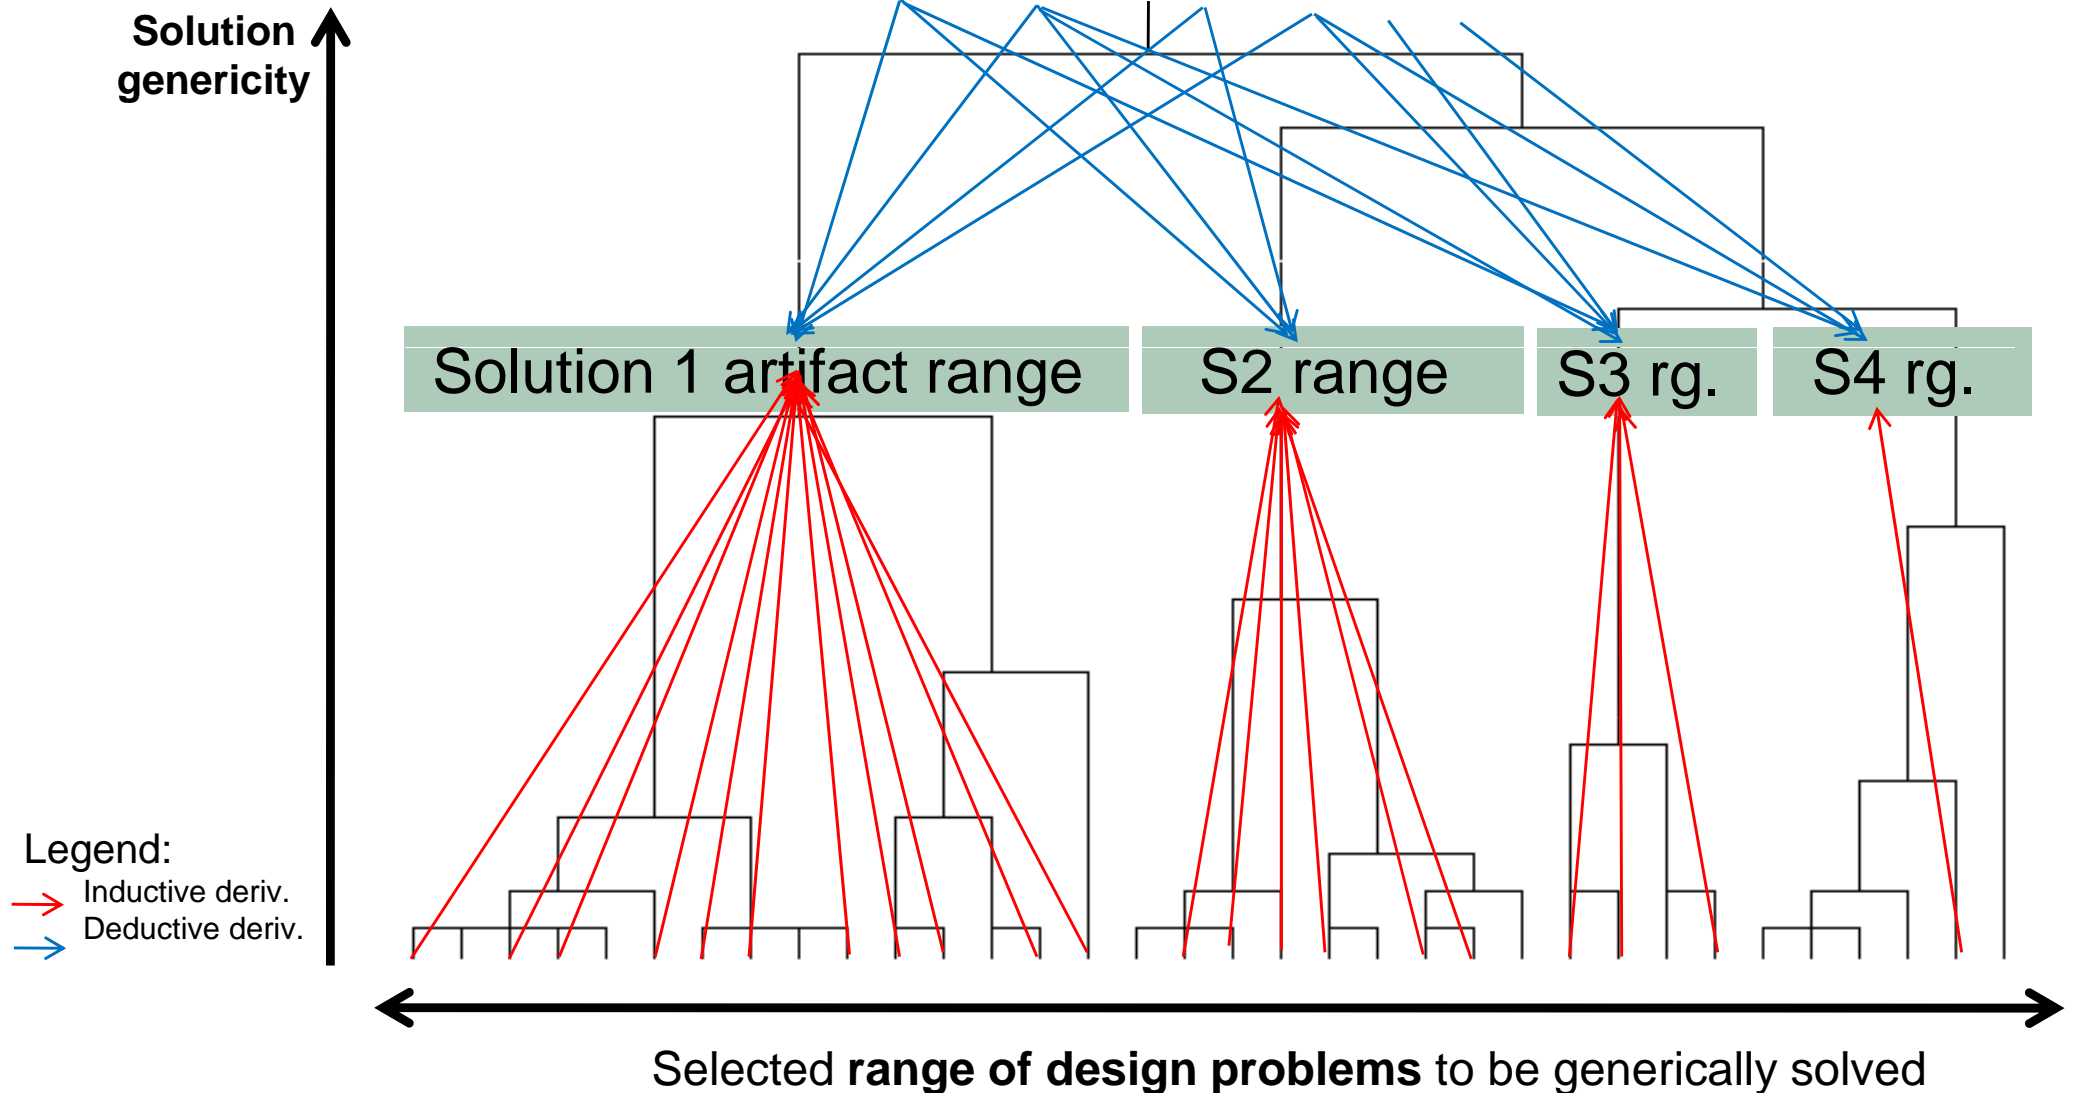 Solution
genericity
Solution 1 artifact range
S2 range
S3 rg.
S4 rg.
Legend:
Inductive deriv.
Deductive deriv.
Selected range of design problems to be generically solved